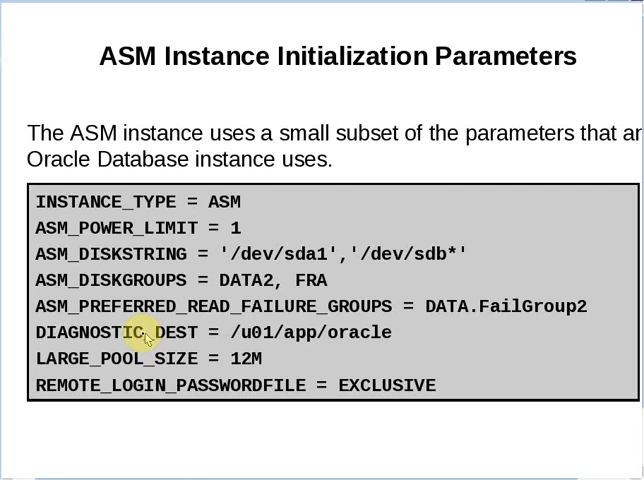 ASM Instance Initialization Parameters
The ASM instance uses a small subset of the parameters that an
Oracle Database instance uses.
INSTANCE_TYPE = ASM
ASM_POWER_LIMIT = 1
ASM_DISKSTRING = '/dev/sda1','/dev/sdb*'
ASM_DISKGROUPS = DATA2, FRA
ASM_PREFERRED_READ_FAILURE_GROUPS = DATA.FailGroup2
DIAGNOSTIC_DEST = /u01/app/oracle
LARGE_POOL_SIZE = 12M
REMOTE_LOGIN_PASSWORDFILE = EXCLUSIVE